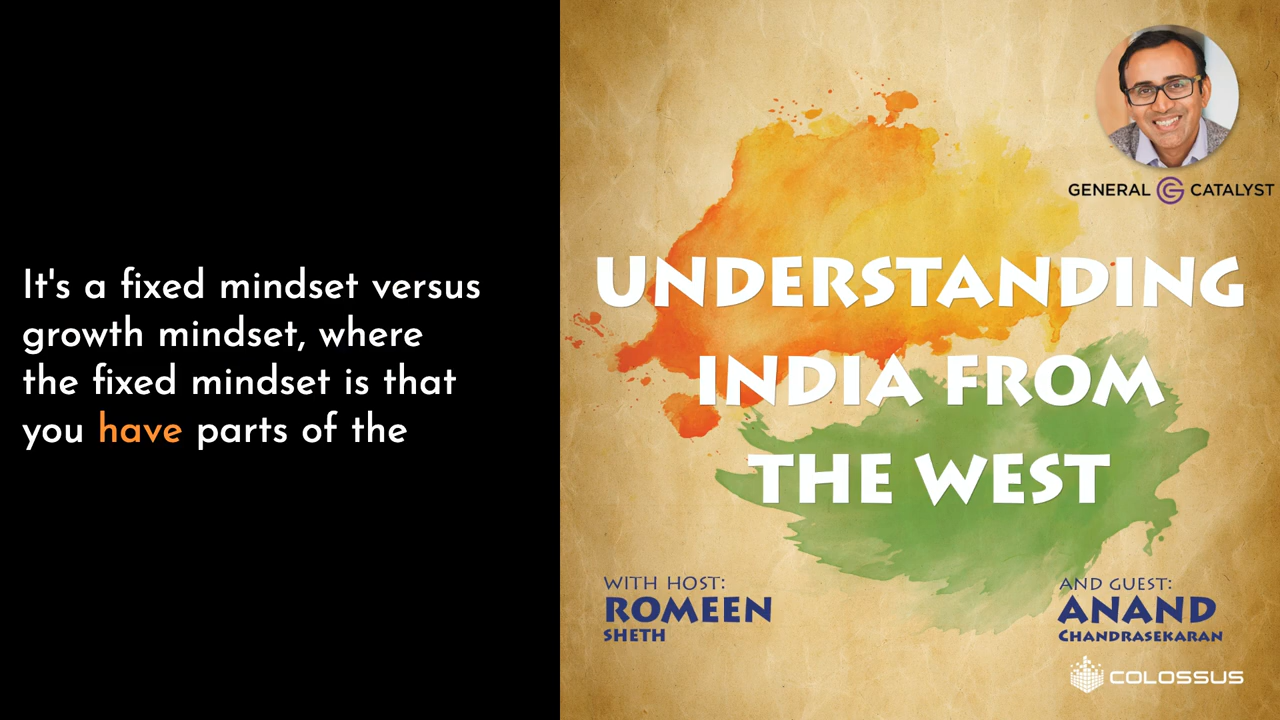 It's a fixed mindset versus
growth mindset, where
the fixed mindset is that
you have parts of the
GENERAL CATALYST
UNDERSTANDING
INDIA FROM
THE WEST
WITH HOST:
ROMEEN
SHETH
AND GUEST:
ANAND
CHANDRASEKARAN
COLOSSUS